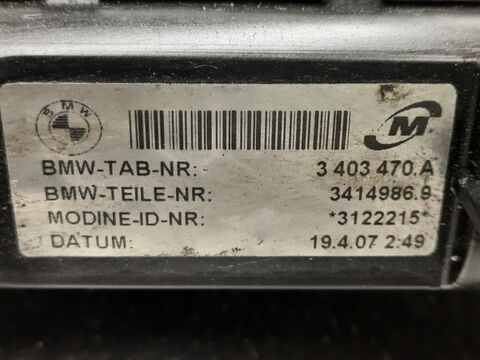 BMW
M
BMW-TAB-NR:- 3 403 470.A
BMW-TEILE-NR: 3414986.9
MODINE-ID-NR: *3122215*
DATUM: 19.4.07 2:49